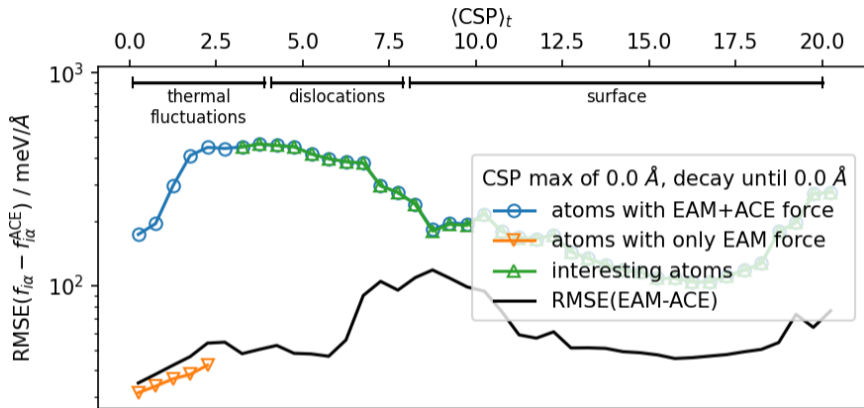 ⟨CSP⟩t
0.0 2.5 5.0 7.5 10.0 12.5 15.0 17.5 20.0
10³
thermal fluctuations
dislocations
surface
RMSE(fiα − fiαACE) / meV/Å
CSP max of 0.0 Å, decay until 0.0 Å
atoms with EAM+ACE force
atoms with only EAM force
interesting atoms
RMSE(EAM-ACE)
10²